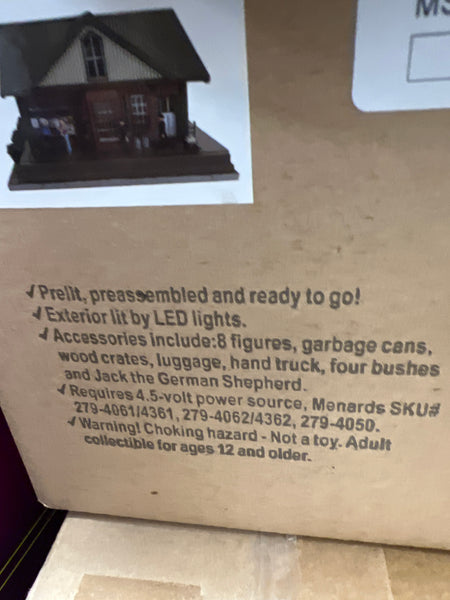 ✓Prelit, preassembled and ready to go!
✓Exterior lit by LED lights.
✓Accessories include:8 figures, garbage cans,
wood crates, luggage, hand truck, four bushes
and Jack the German Shepherd.
✓Requires 4.5-volt power source, Menards SKU#
279-4061/4361, 279-4062/4362, 279-4050.
✓Warning! Choking hazard - Not a toy. Adult
collectible for ages 12 and older.